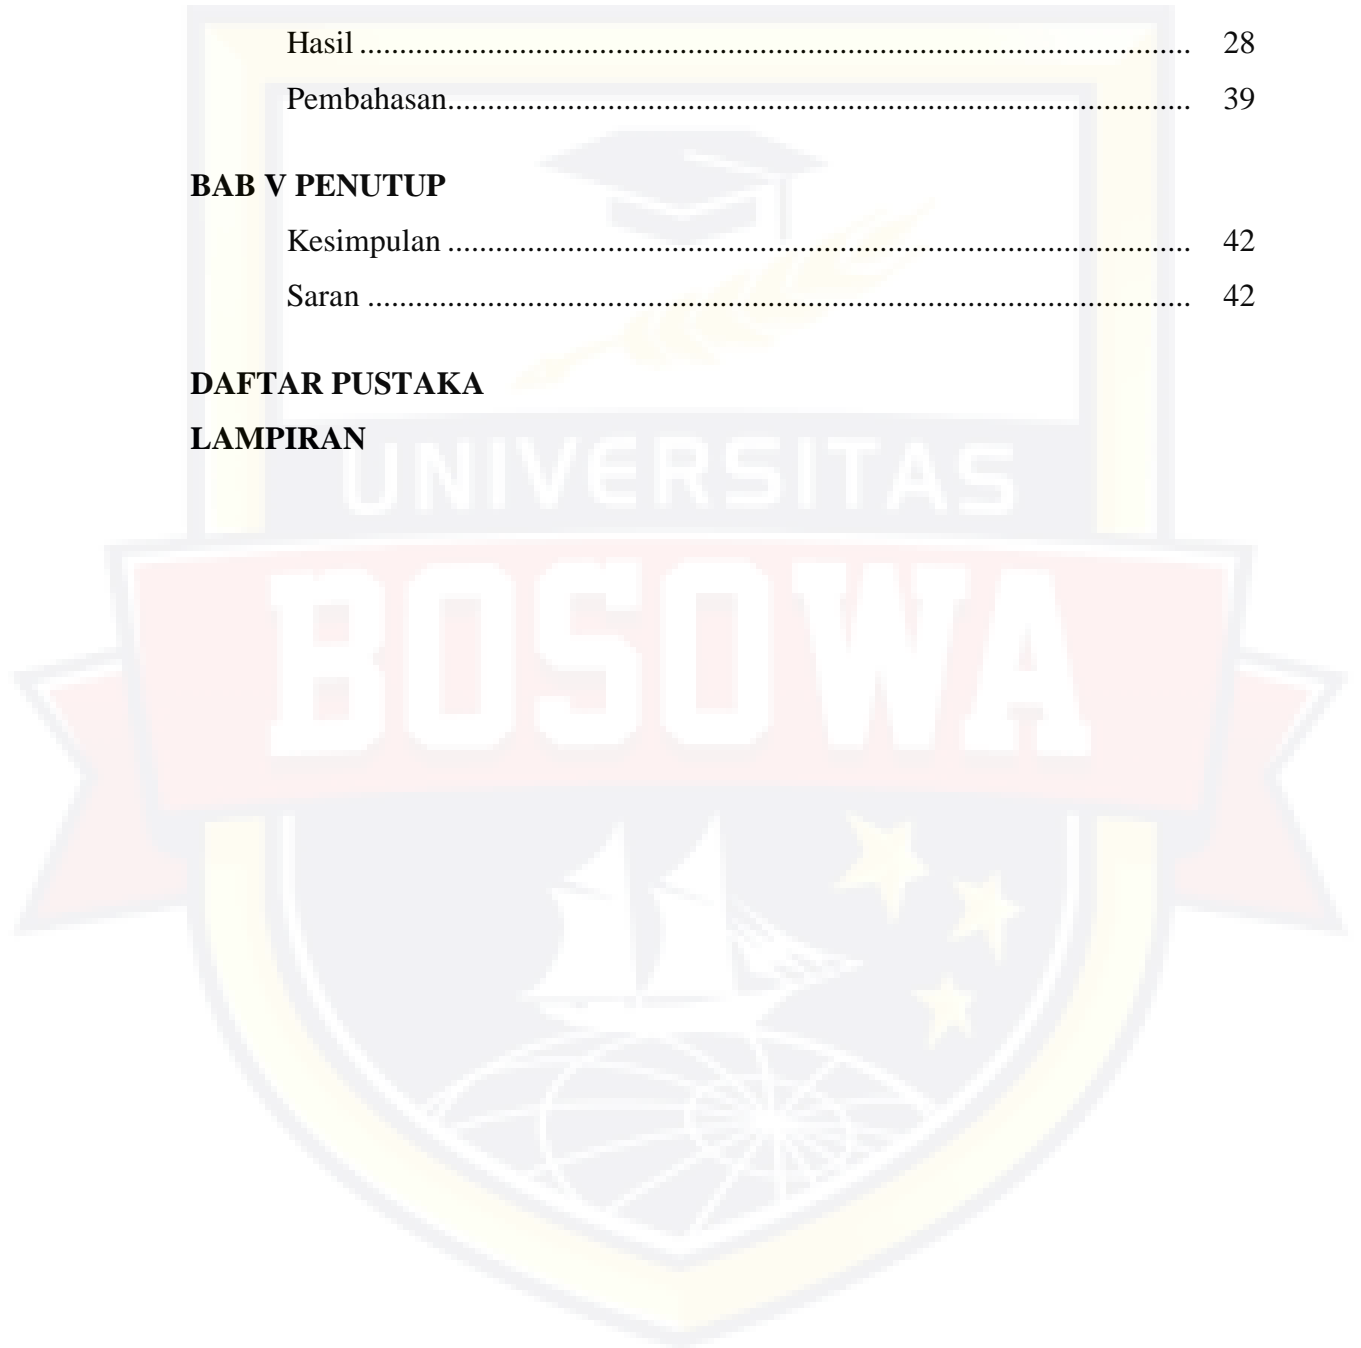 Hasil ........................................................................................................ 28
Pembahasan............................................................................................. 39
BAB V PENUTUP
Kesimpulan ............................................................................................. 42
Saran ....................................................................................................... 42
DAFTAR PUSTAKA
LAMPIRAN
UNIVERSITAS
BOSOWA